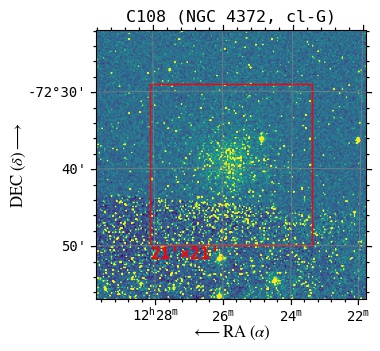 C108 (NGC 4372, cl-G)
-72°30'
40'
50'
DEC (δ) ⟶
21'×21'
12ʰ28ᵐ 26ᵐ 24ᵐ 22ᵐ
⟵ RA (α)